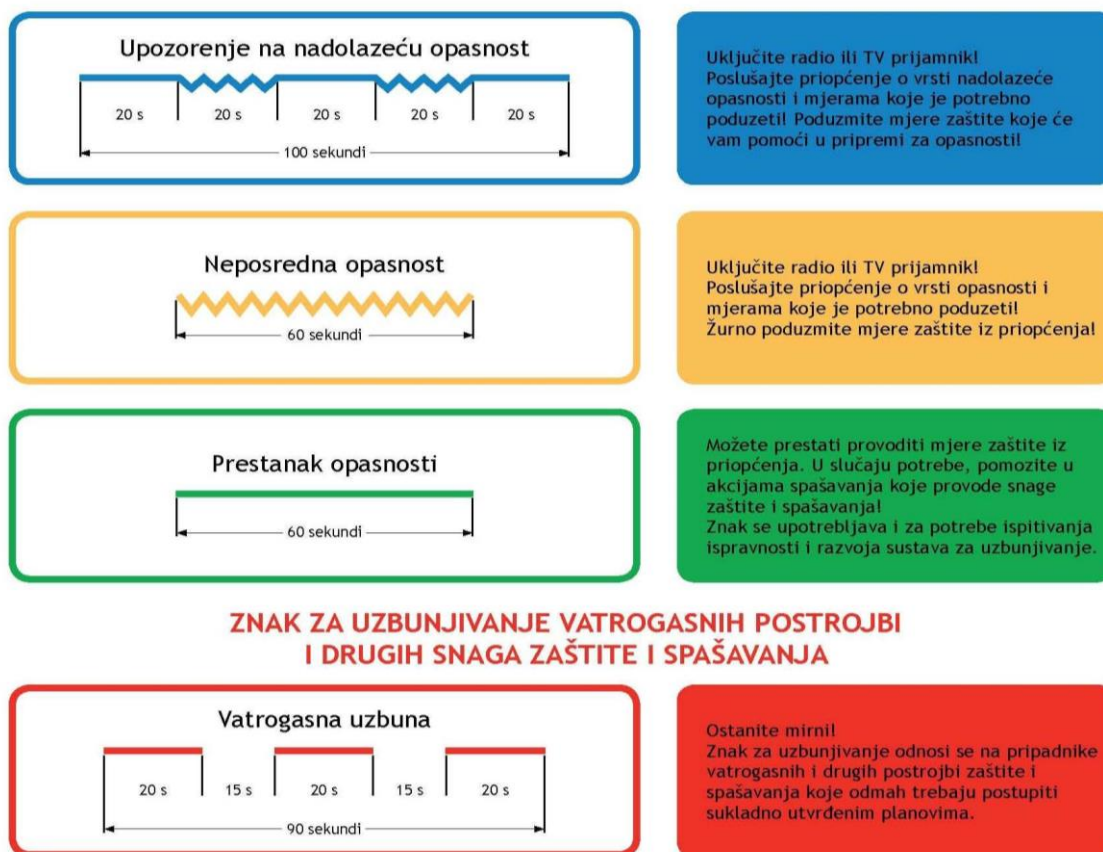 Upozorenje na nadolazeću opasnost
20 s 20 s 20 s 20 s 20 s
100 sekundi
Uključite radio ili TV prijamnik!
Poslušajte priopćenje o vrsti nadolazeće
opasnosti i mjerama koje je potrebno
poduzeti! Poduzmite mjere zaštite koje će
vam pomoći u pripremi za opasnosti!
Neposredna opasnost
60 sekundi
Uključite radio ili TV prijamnik!
Poslušajte priopćenje o vrsti opasnosti i
mjerama koje je potrebno poduzeti!
Žurno poduzmite mjere zaštite iz priopćenja!
Prestanak opasnosti
60 sekundi
Možete prestati provoditi mjere zaštite iz
priopćenja. U slučaju potrebe, pomozite u
akcijama spašavanja koje provode snage
zaštite i spašavanja!
Znak se upotrebljava i za potrebe ispitivanja
ispravnosti i razvoja sustava za uzbunjivanje.
ZNAK ZA UZBUNJIVANJE VATROGASNIH POSTROJBI
I DRUGIH SNAGA ZAŠTITE I SPAŠAVANJA
Vatrogasna uzbuna
20 s 15 s 20 s 15 s 20 s
90 sekundi
Ostanite mirni!
Znak za uzbunjivanje odnosi se na pripadnike
vatrogasnih i drugih postrojbi zaštite i
spašavanja koje odmah trebaju postupiti
sukladno utvrđenim planovima.